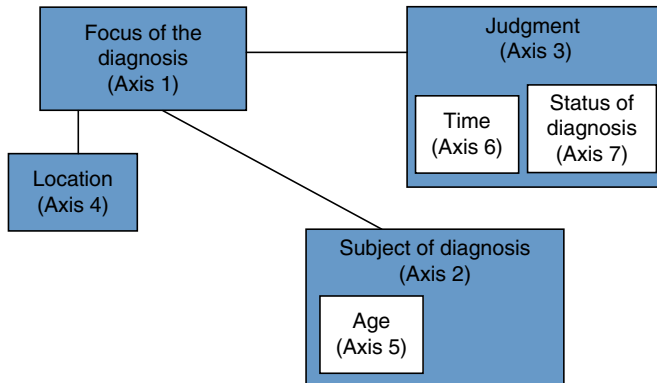 Focus of the
diagnosis
(Axis 1)
Judgment
(Axis 3)
Time
(Axis 6)
Status of
diagnosis
(Axis 7)
Location
(Axis 4)
Subject of diagnosis
(Axis 2)
Age
(Axis 5)